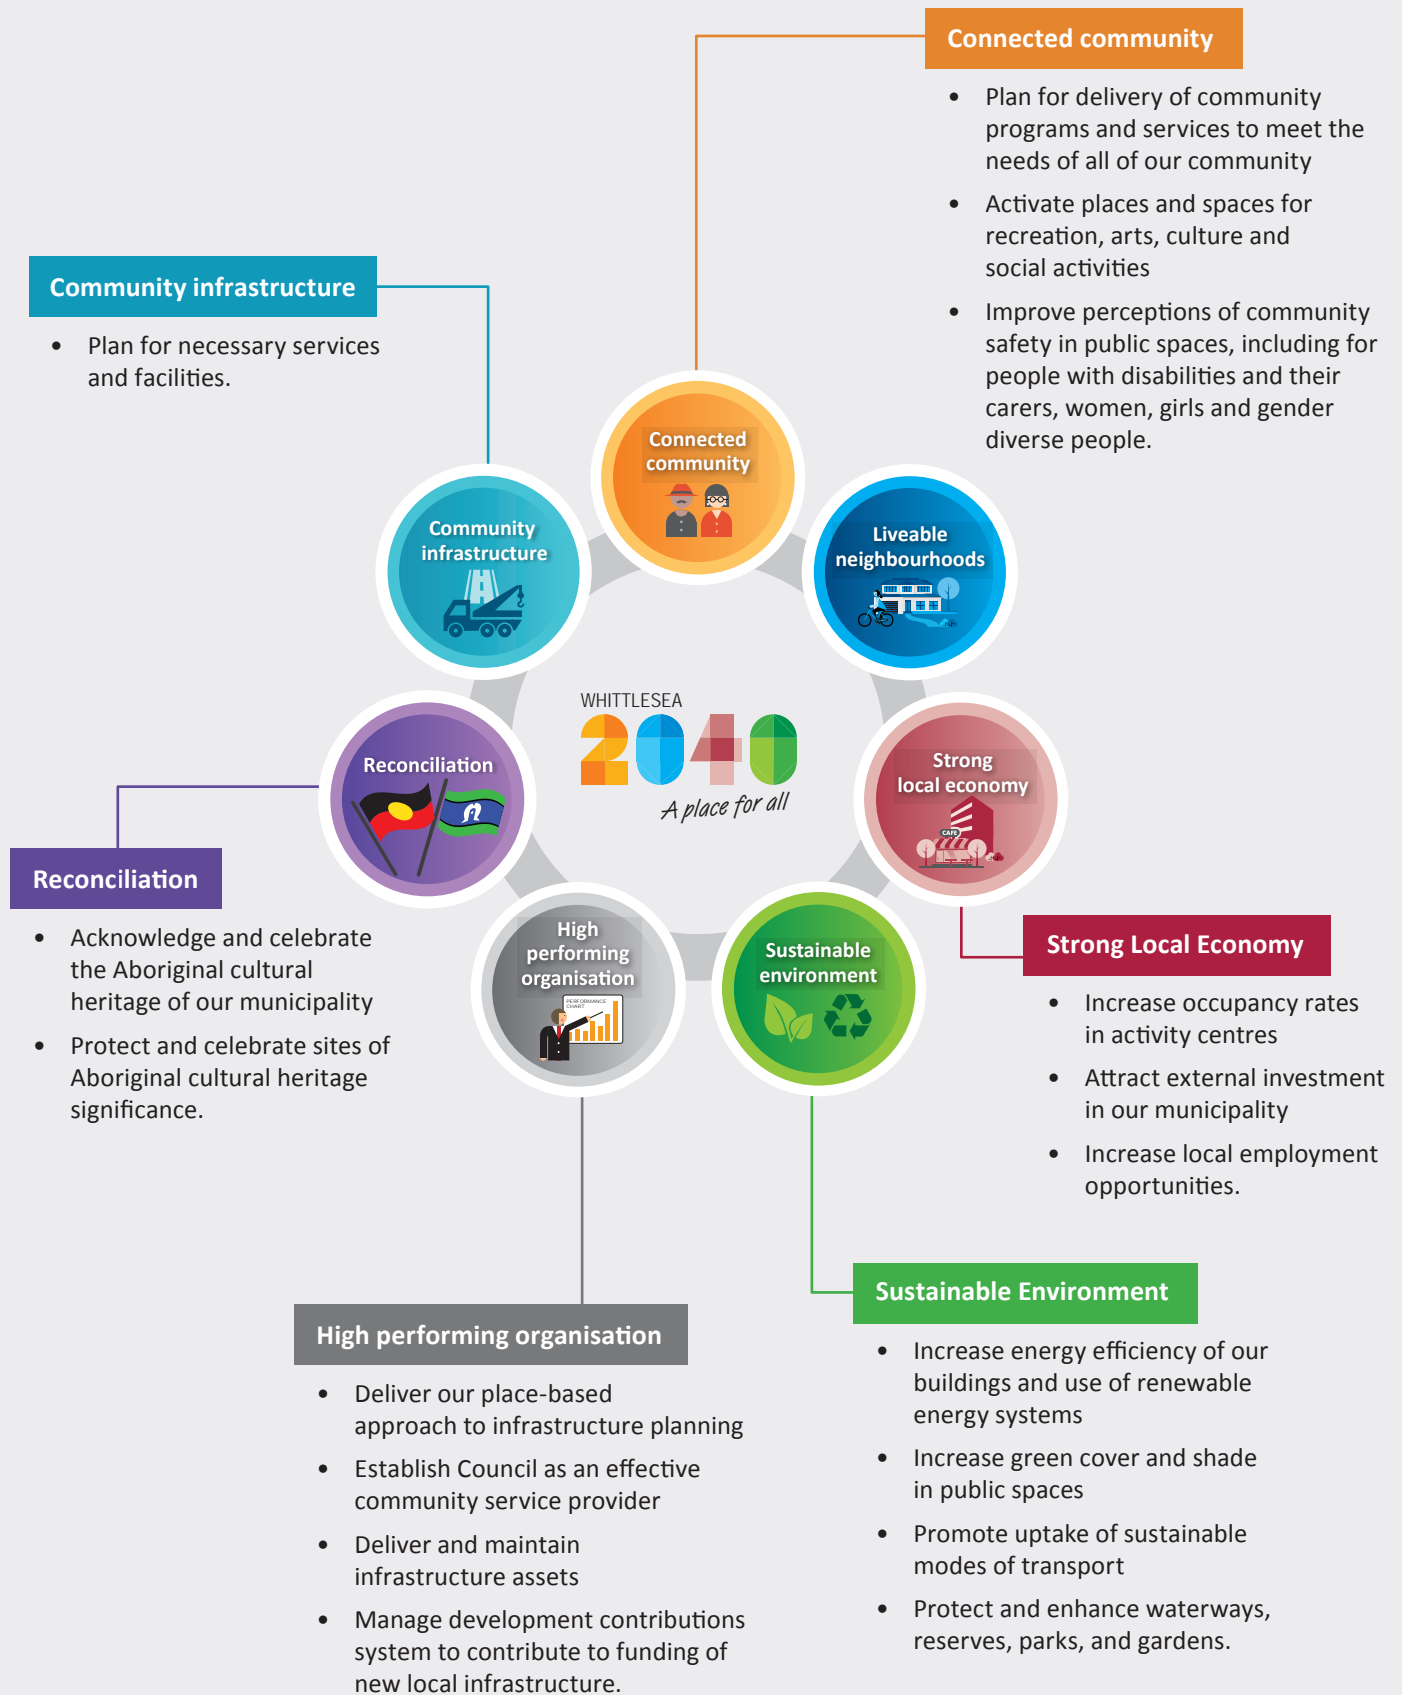 Connected community
• Plan for delivery of community
programs and services to meet the
needs of all of our community
• Activate places and spaces for
recreation, arts, culture and
social activities
• Improve perceptions of community
safety in public spaces, including for
people with disabilities and their
carers, women, girls and gender
diverse people.
Community infrastructure
• Plan for necessary services
and facilities.
Connected
community
Community
infrastructure
Liveable
neighbourhoods
WHITTLESEA
2040
A place for all
Reconciliation
Strong
local economy
CAFE
High
performing
organisation
PERFORMANCE
CHART
Sustainable
environment
Reconciliation
• Acknowledge and celebrate
the Aboriginal cultural
heritage of our municipality
• Protect and celebrate sites of
Aboriginal cultural heritage
significance.
Strong Local Economy
• Increase occupancy rates
in activity centres
• Attract external investment
in our municipality
• Increase local employment
opportunities.
High performing organisation
• Deliver our place-based
approach to infrastructure planning
• Establish Council as an effective
community service provider
• Deliver and maintain
infrastructure assets
• Manage development contributions
system to contribute to funding of
new local infrastructure.
Sustainable Environment
• Increase energy efficiency of our
buildings and use of renewable
energy systems
• Increase green cover and shade
in public spaces
• Promote uptake of sustainable
modes of transport
• Protect and enhance waterways,
reserves, parks, and gardens.